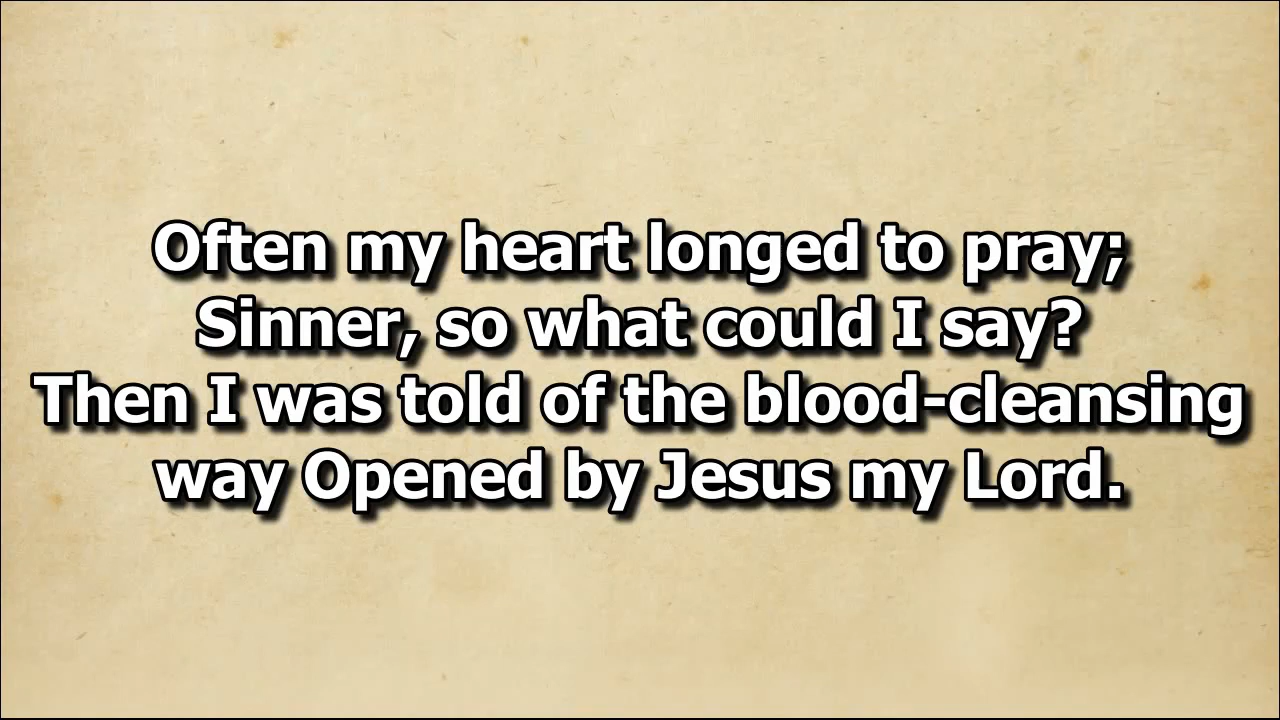 Often my heart longed to pray;
Sinner, so what could I say?
Then I was told of the blood-cleansing
way Opened by Jesus my Lord.